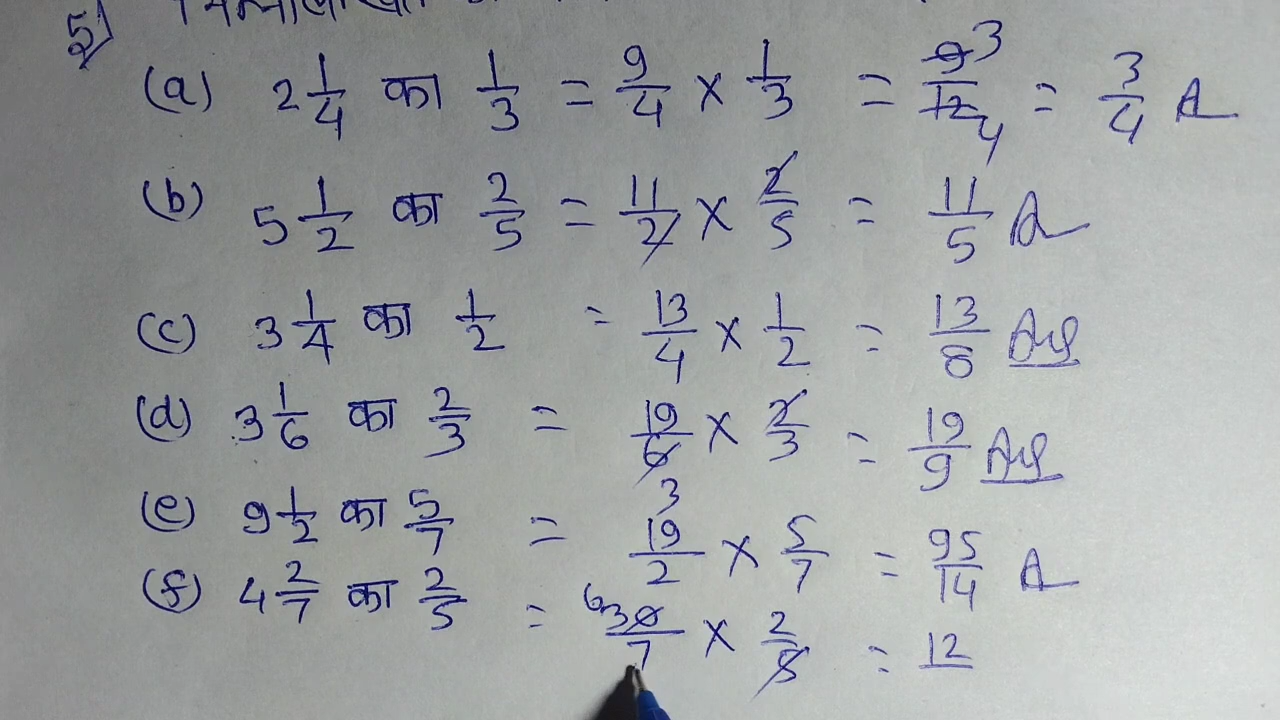 5)
(a) 2 1/4 का 1/3 = 9/4 × 1/3 = 9/12 3 4 = 3/4 A
(b) 5 1/2 का 2/5 = 11/2 × 2/5 = 11/5 A
(c) 3 1/4 का 1/2 = 13/4 × 1/2 = 13/8 Ans
(d) 3 1/6 का 2/3 = 19/6 3 × 2/3 = 19/9 Ans
(e) 9 1/2 का 5/7 = 19/2 × 5/7 = 95/14 A
(f) 4 2/7 का 2/5 = 6 30/7 × 2/5 = 12